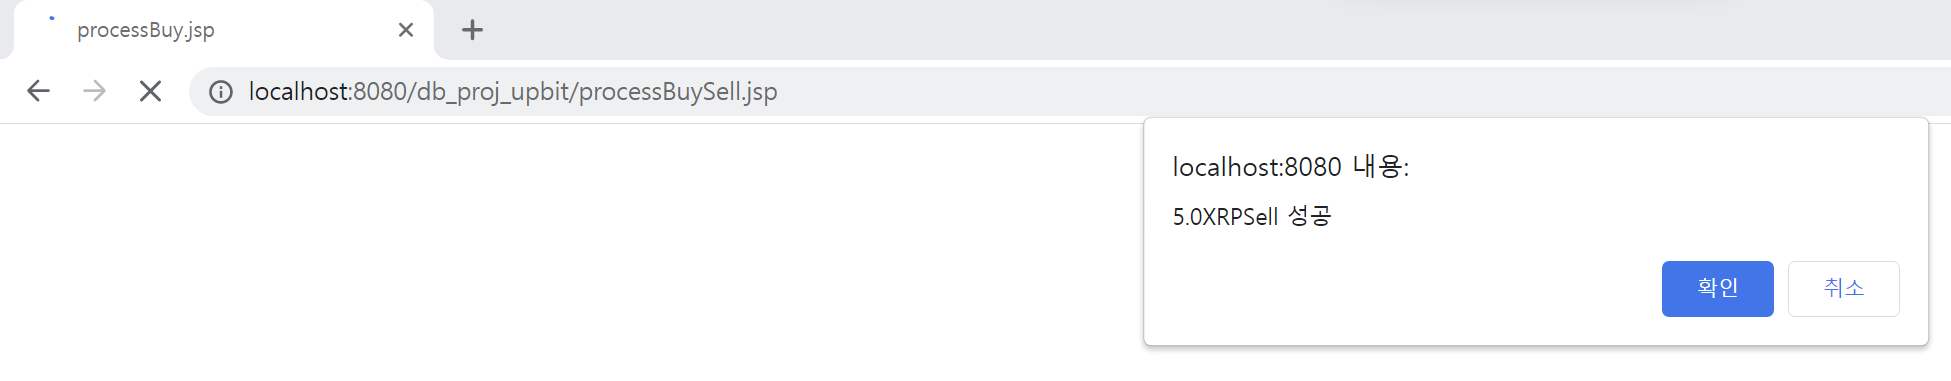 processBuy.jsp
localhost:8080/db_proj_upbit/processBuySell.jsp
localhost:8080 내용:
5.0XRPSell 성공
확인
취소